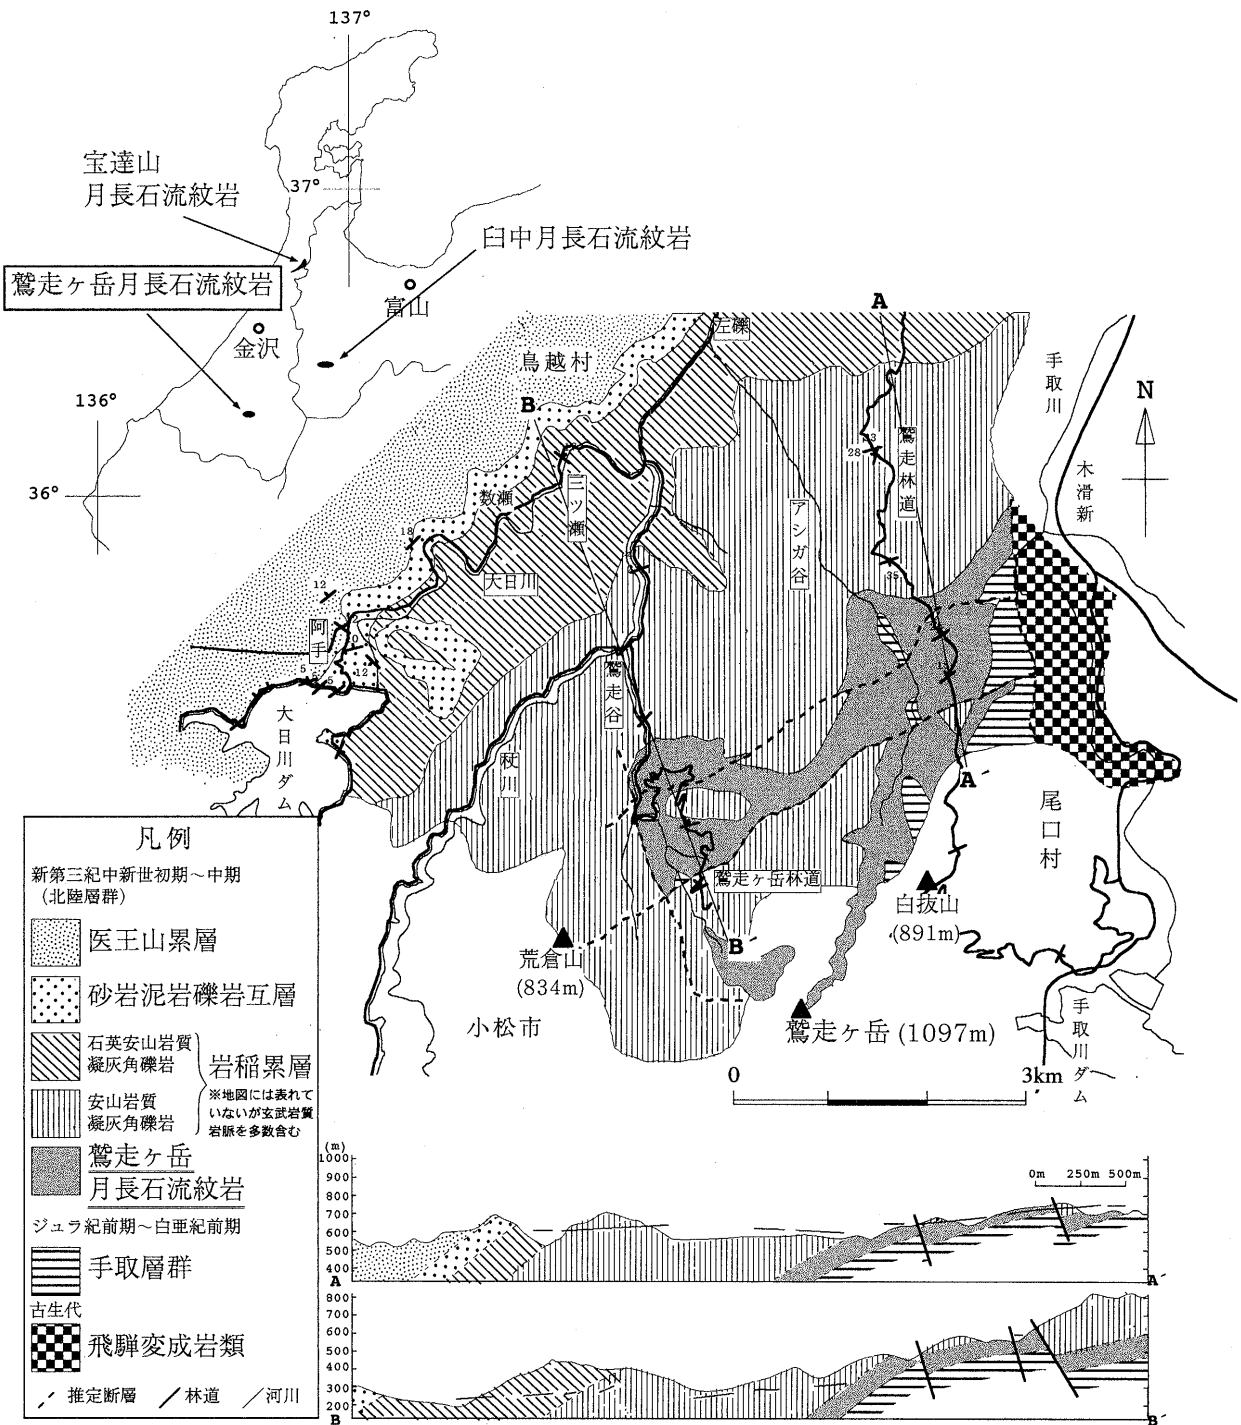 137°
宝達山
月長石流紋岩
37°
臼中月長石流紋岩
鷲走ヶ岳月長石流紋岩
富山
金沢
136°
36°
A
左礫
鳥越村
手取川
N
B
鷲走林道
28
木滑新
数瀬
二ッ瀬
アシガ谷
18
大日川
35
12
阿手
5
12
鷲走谷
大日川ダム
杖川
A´
尾口村
鷲走ヶ岳林道
白抜山
(891m)
B´
荒倉山
(834m)
小松市
鷲走ヶ岳 (1097m)
手取川ダム
0
3km
凡例
新第三紀中新世初期～中期
(北陸層群)
医王山累層
砂岩泥岩礫岩互層
石英安山岩質
凝灰角礫岩
岩稲累層
※地図には表れて
いないが玄武岩質
岩脈を多数含む
安山岩質
凝灰角礫岩
鷲走ヶ岳
月長石流紋岩
ジュラ紀前期～白亜紀前期
手取層群
古生代
飛騨変成岩類
推定断層
林道
河川
(m)
1000
900
800
700
600
500
400
A
A´
0m 250m 500m
800
700
600
500
400
300
200
B
B´